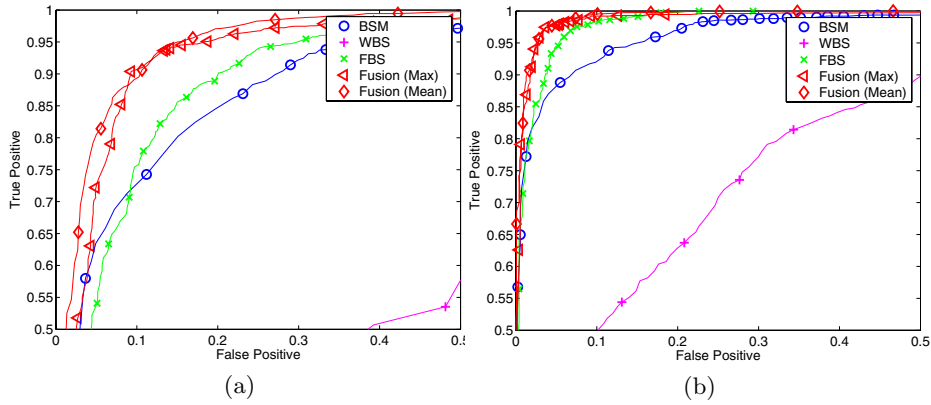 1
0.95
0.9
0.85
0.8
0.75
0.7
0.65
0.6
0.55
0.5
True Positive
0
0.1
0.2
0.3
0.4
0.5
False Positive
BSM
WBS
FBS
Fusion (Max)
Fusion (Mean)
(a)
1
0.95
0.9
0.85
0.8
0.75
0.7
0.65
0.6
0.55
0.5
True Positive
0
0.1
0.2
0.3
0.4
0.5
False Positive
BSM
WBS
FBS
Fusion (Max)
Fusion (Mean)
(b)